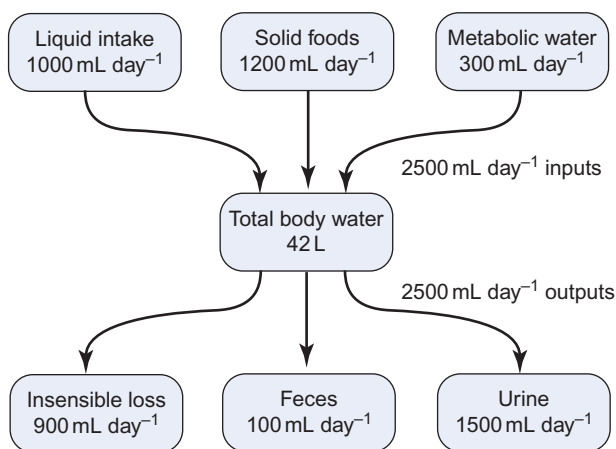 Liquid intake
1000 mL day⁻¹
Solid foods
1200 mL day⁻¹
Metabolic water
300 mL day⁻¹
2500 mL day⁻¹ inputs
Total body water
42 L
2500 mL day⁻¹ outputs
Insensible loss
900 mL day⁻¹
Feces
100 mL day⁻¹
Urine
1500 mL day⁻¹